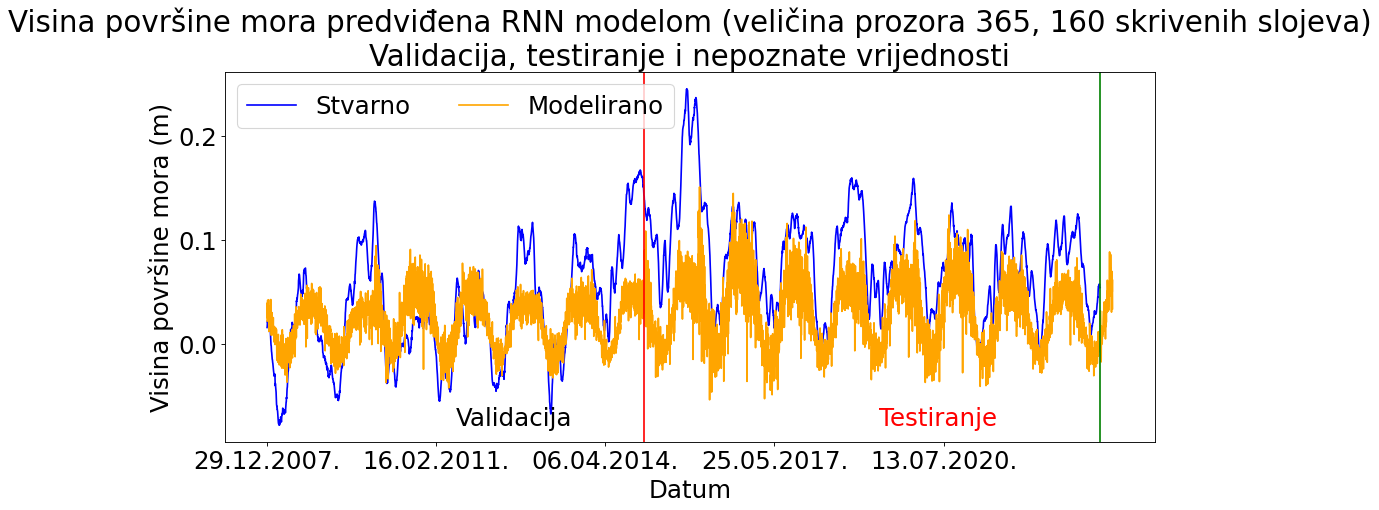 Visina površine mora predviđena RNN modelom (veličina prozora 365, 160 skrivenih slojeva)
Validacija, testiranje i nepoznate vrijednosti
Stvarno
Modelirano
Visina površine mora (m)
0.2
0.1
0.0
Validacija
Testiranje
29.12.2007.
16.02.2011.
06.04.2014.
25.05.2017.
13.07.2020.
Datum